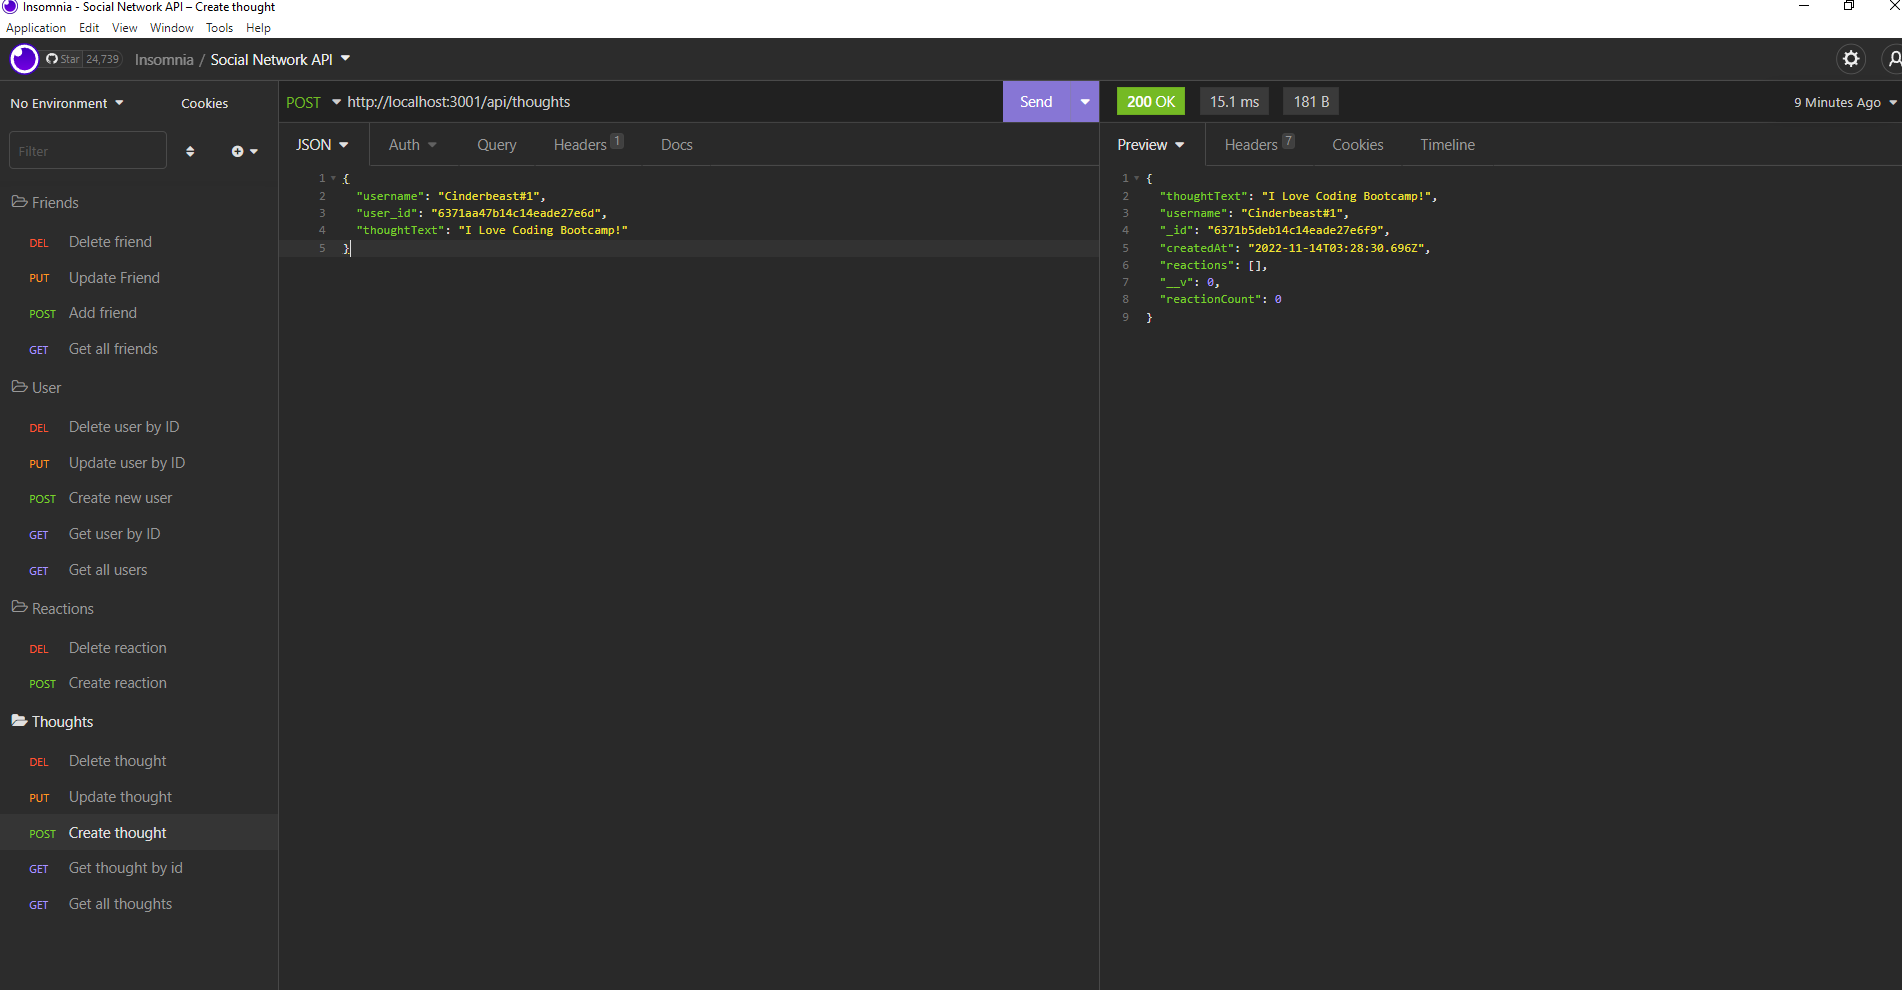 Insomnia - Social Network API – Create thought
Application Edit View Window Tools Help
Star 24,739 Insomnia / Social Network API
No Environment Cookies
Filter
Friends
DEL Delete friend
PUT Update Friend
POST Add friend
GET Get all friends
User
DEL Delete user by ID
PUT Update user by ID
POST Create new user
GET Get user by ID
GET Get all users
Reactions
DEL Delete reaction
POST Create reaction
Thoughts
DEL Delete thought
PUT Update thought
POST Create thought
GET Get thought by id
GET Get all thoughts
POST http://localhost:3001/api/thoughts Send
JSON Auth Query Headers 1 Docs
1 {
2 "username": "Cinderbeast#1",
3 "user_id": "6371aa47b14c14eade27e6d",
4 "thoughtText": "I Love Coding Bootcamp!"
5 }
200 OK 15.1 ms 181 B 9 Minutes Ago
Preview Headers 7 Cookies Timeline
1 {
2 "thoughtText": "I Love Coding Bootcamp!",
3 "username": "Cinderbeast#1",
4 "_id": "6371b5deb14c14eade27e6f9",
5 "createdAt": "2022-11-14T03:28:30.696Z",
6 "reactions": [],
7 "__v": 0,
8 "reactionCount": 0
9 }